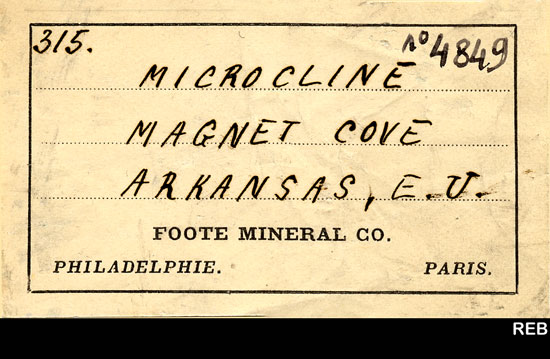 315. nº 4849
MICROCLINE
MAGNET COVE
ARKANSAS, E.U.
FOOTE MINERAL CO.
PHILADELPHIE. PARIS.
REB